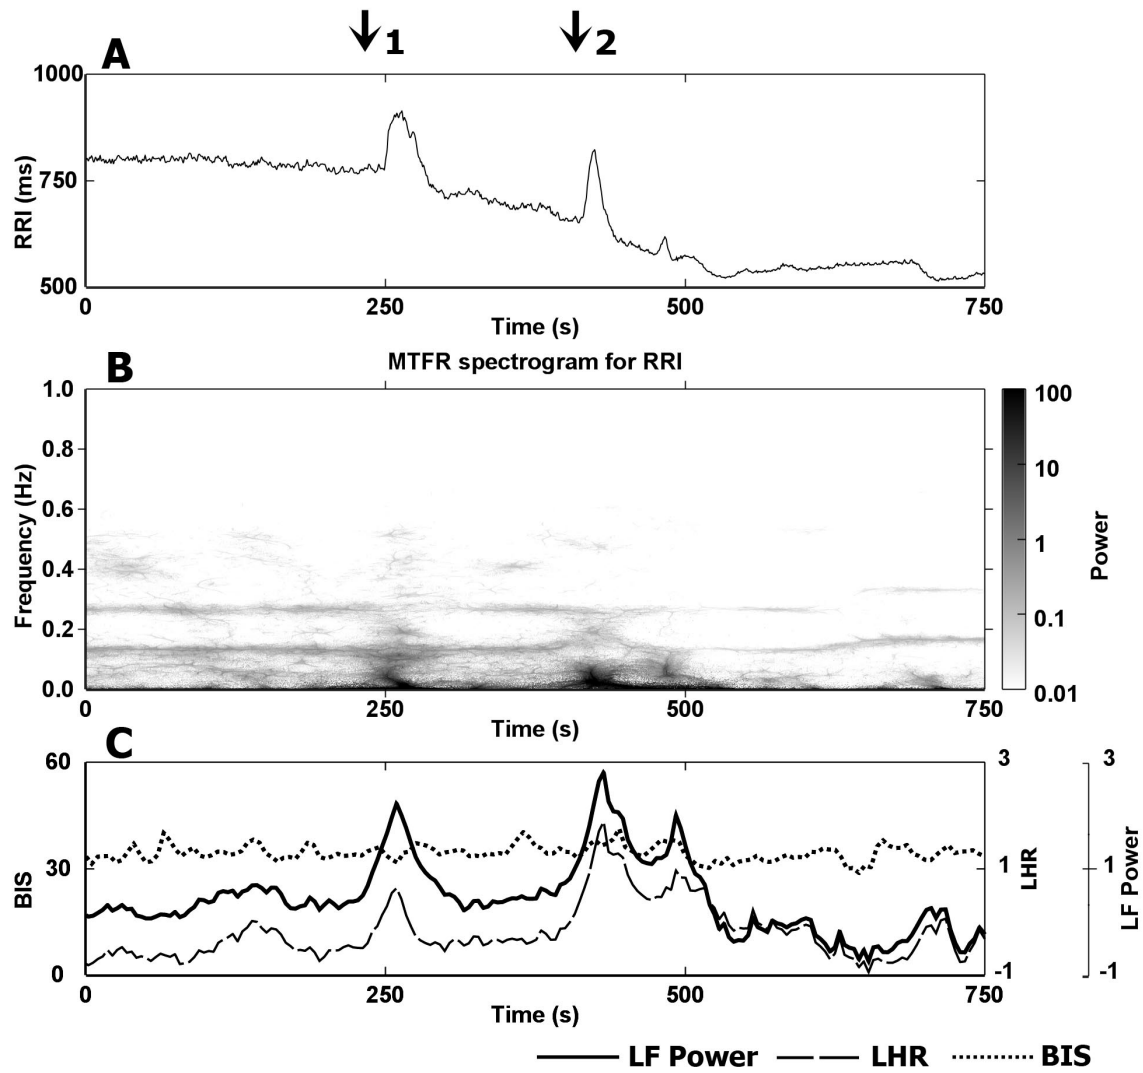 1 2
A
1000
750
500
RRI (ms)
0 250 500 750
Time (s)
B MTFR spectrogram for RRI
1.0
0.8
0.6
0.4
0.2
0.0
Frequency (Hz)
0 250 500 750
Time (s)
100
10
1
0.1
0.01
Power
C
60
30
0
BIS
3
1
-1
LHR
3
1
-1
LF Power
0 250 500 750
Time (s)
LF Power LHR BIS